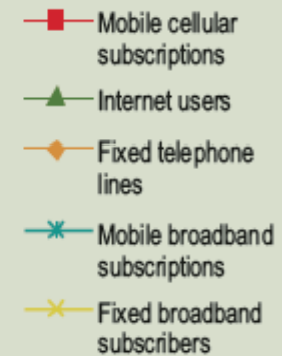 Mobile cellular
subscriptions
Internet users
Fixed telephone
lines
Mobile broadband
subscriptions
Fixed broadband
subscribers